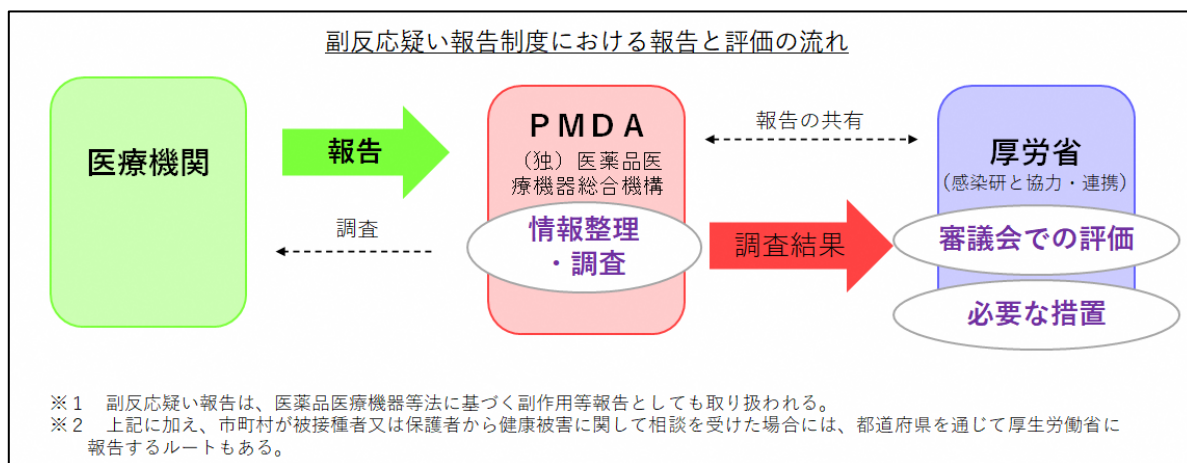 副反応疑い報告制度における報告と評価の流れ
医療機関
報告
調査
PMDA
(独)医薬品医
療機器総合機構
情報整理
・調査
報告の共有
調査結果
厚労省
(感染研と協力・連携)
審議会での評価
必要な措置
※1 副反応疑い報告は、医薬品医療機器等法に基づく副作用等報告としても取り扱われる。
※2 上記に加え、市町村が被接種者又は保護者から健康被害に関して相談を受けた場合には、都道府県を通じて厚生労働省に
報告するルートもある。